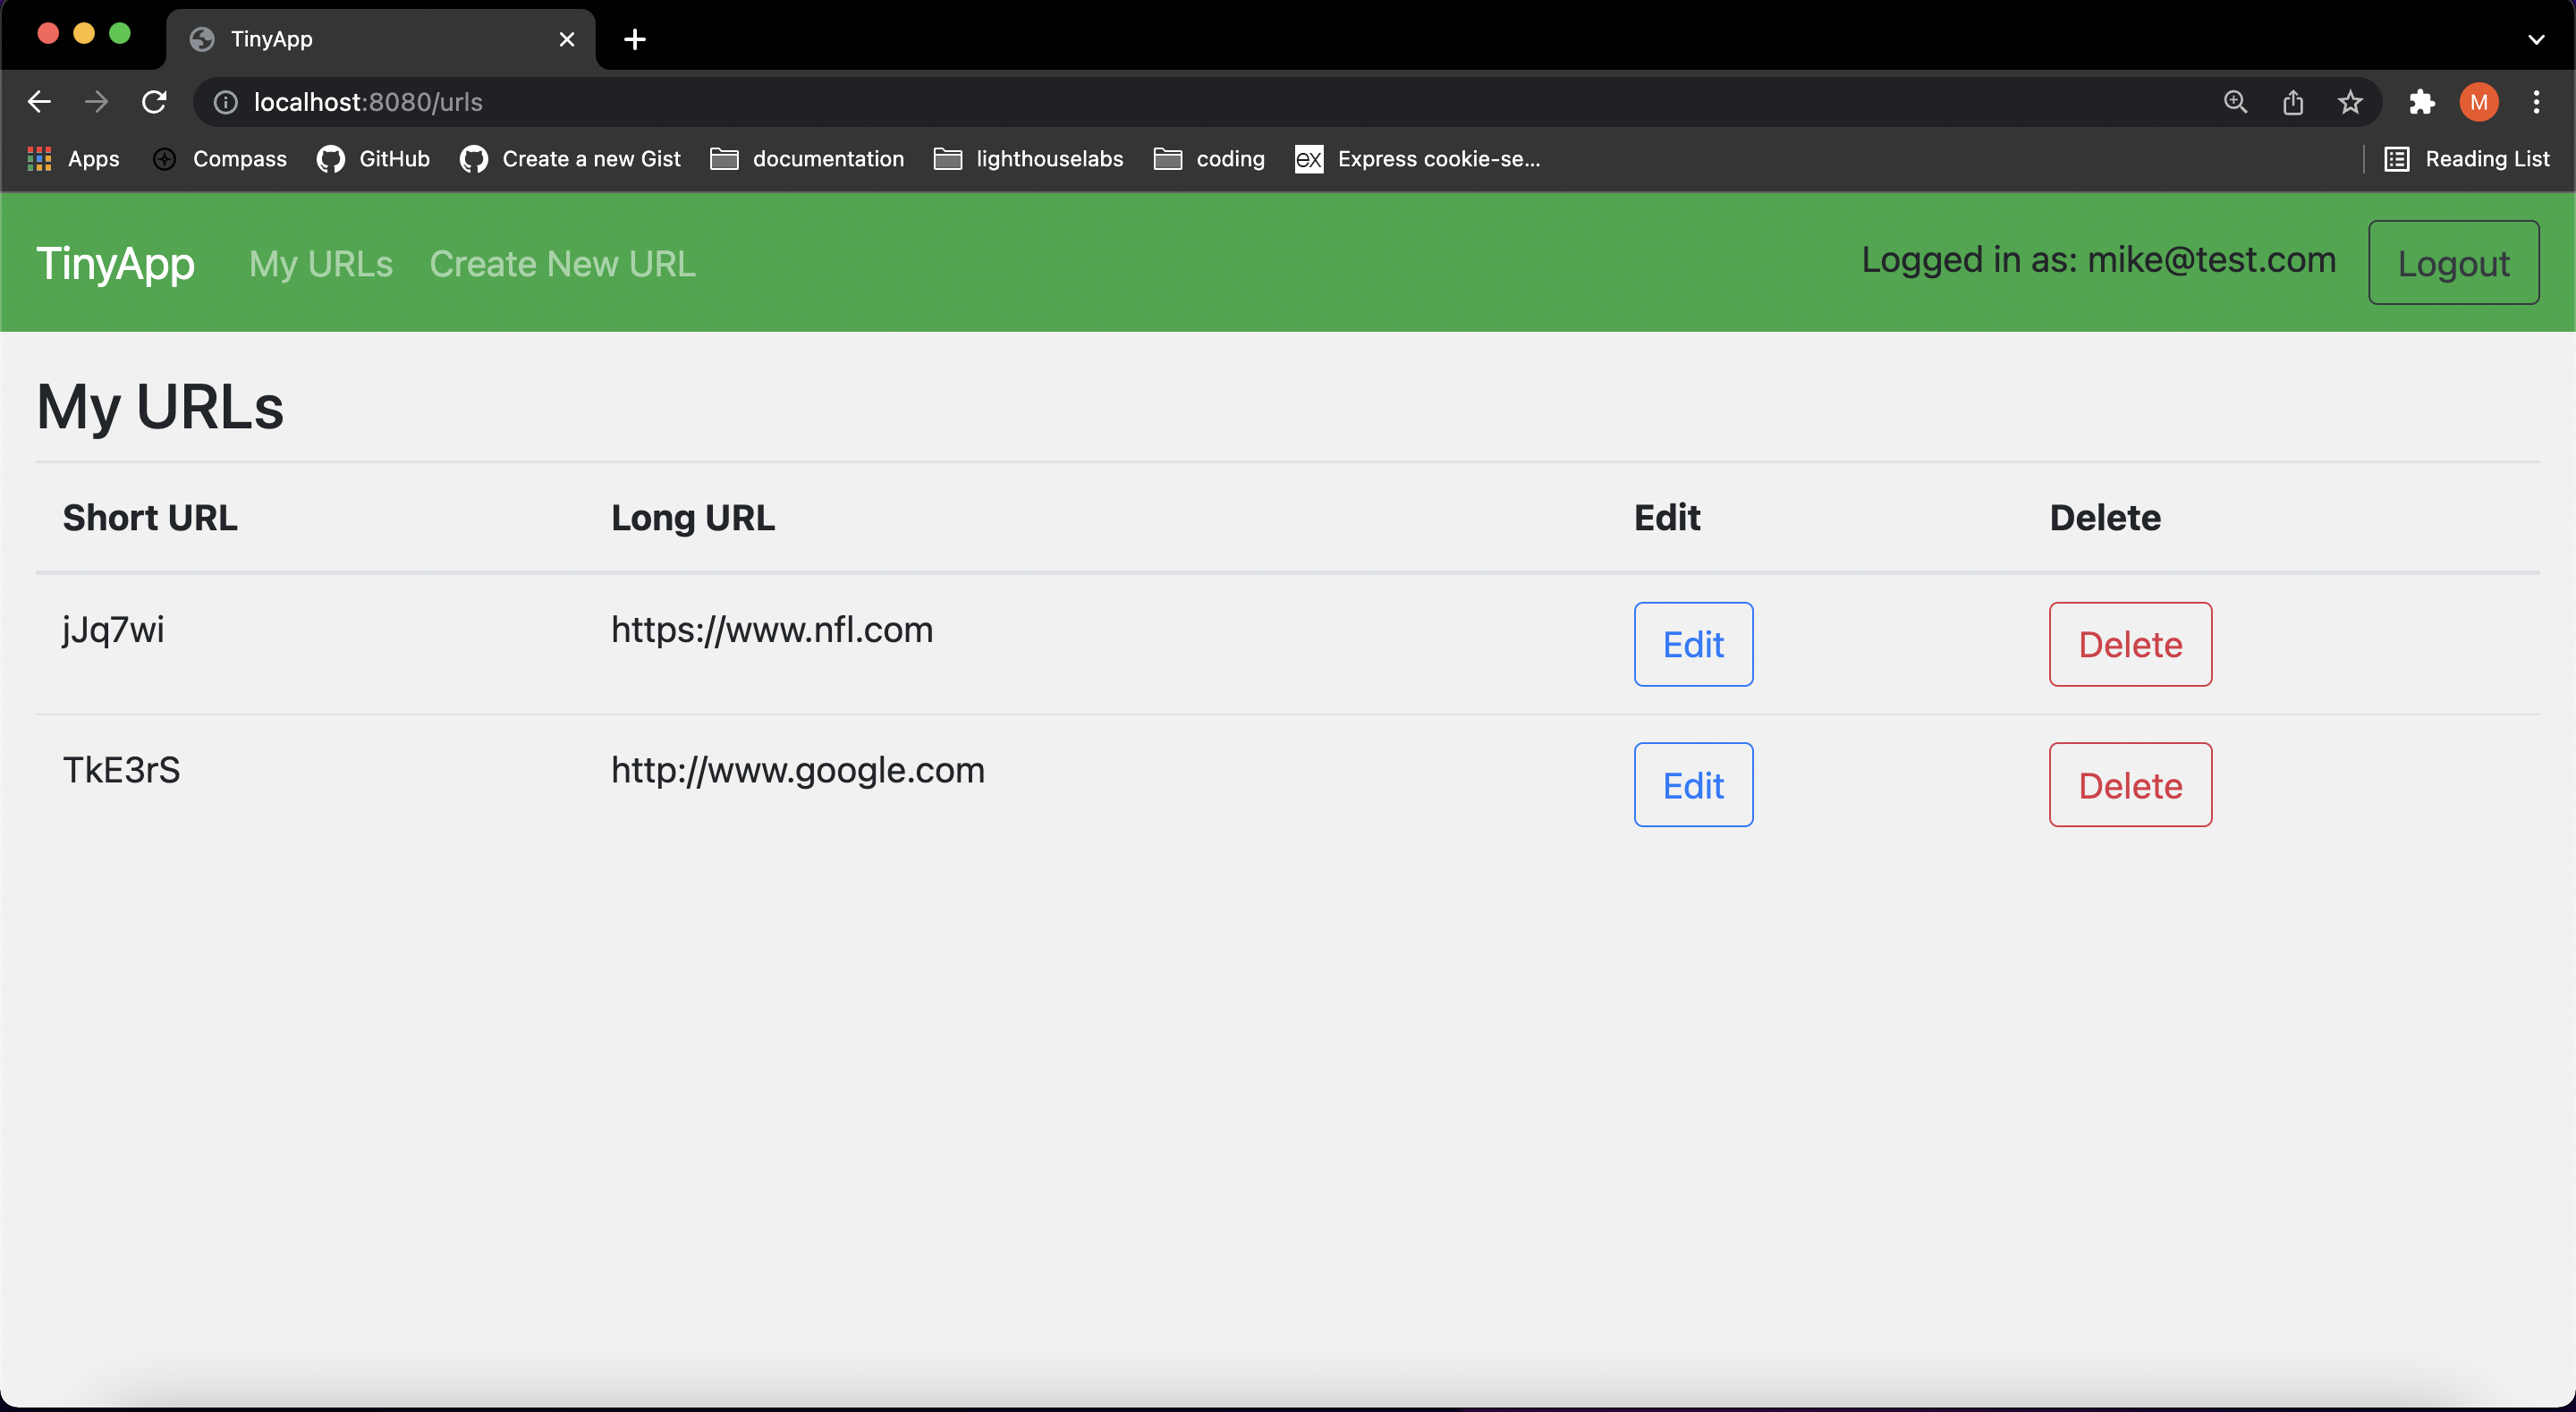 TinyApp
localhost:8080/urls
M
Apps Compass GitHub Create a new Gist documentation lighthouselabs coding ex Express cookie-se... Reading List
TinyApp My URLs Create New URL Logged in as: mike@test.com Logout
My URLs
Short URL Long URL Edit Delete
jJq7wi https://www.nfl.com Edit Delete
TkE3rS http://www.google.com Edit Delete